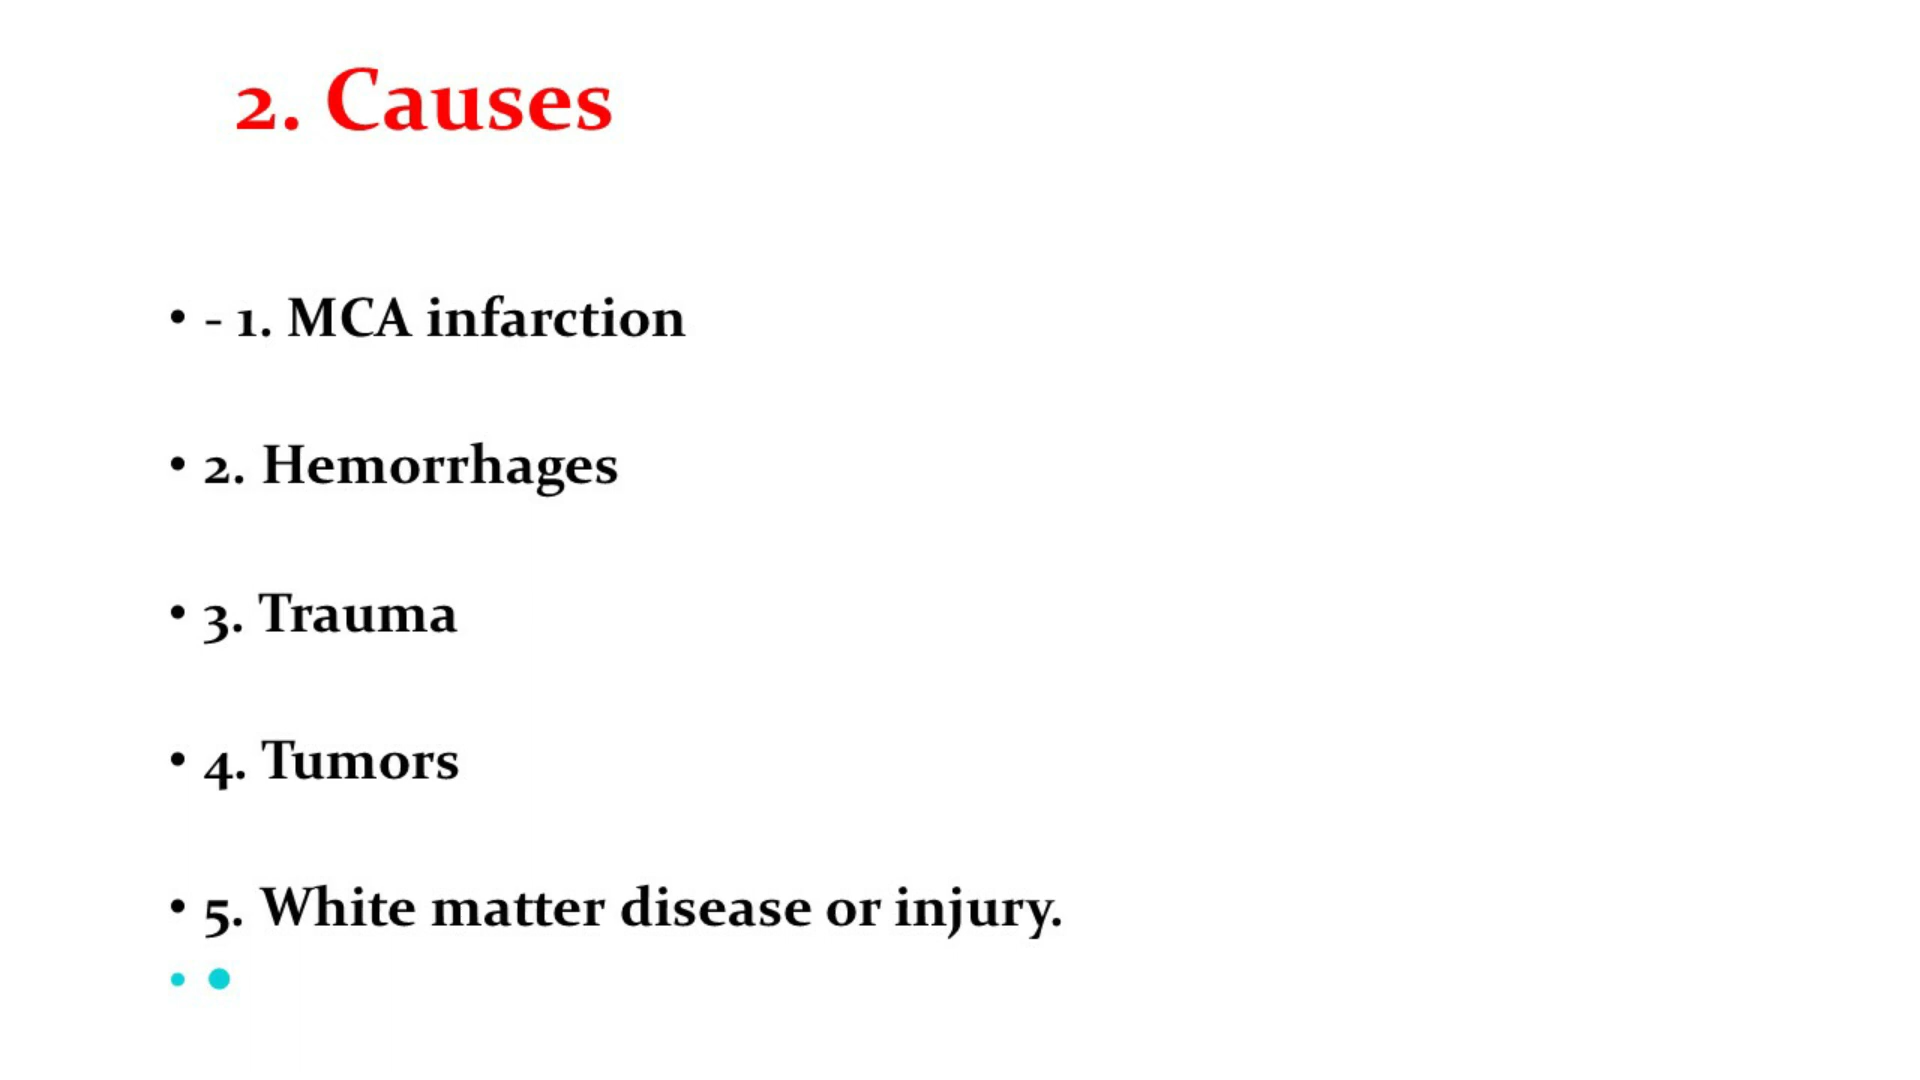 2. Causes
• - 1. MCA infarction
• 2. Hemorrhages
• 3. Trauma
• 4. Tumors
• 5. White matter disease or injury.
• •